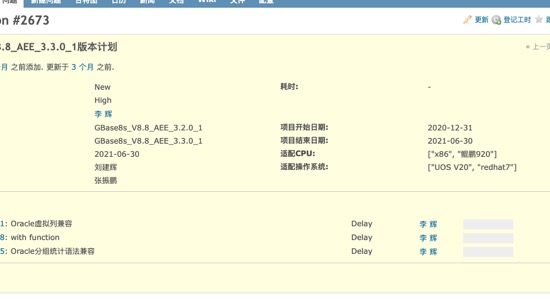 问题 新建问题 甘特图 日历 新闻 文档 Wiki 文件 配置
on #2673 更新 登记工时
8.8_AEE_3.3.0_1版本计划 « 上一
月 之前添加. 更新于 3 个月 之前.
New 耗时: -
High
李 辉
GBase8s_V8.8_AEE_3.2.0_1 项目开始日期: 2020-12-31
GBase8s_V8.8_AEE_3.3.0_1 项目结束日期: 2021-06-30
2021-06-30 适配CPU: ["x86", "鲲鹏920"]
刘建辉 适配操作系统: ["UOS V20", "redhat7"]
张振鹏
1: Oracle虚拟列兼容 Delay 李 辉
8: with function Delay 李 辉
5: Oracle分组统计语法兼容 Delay 李 辉